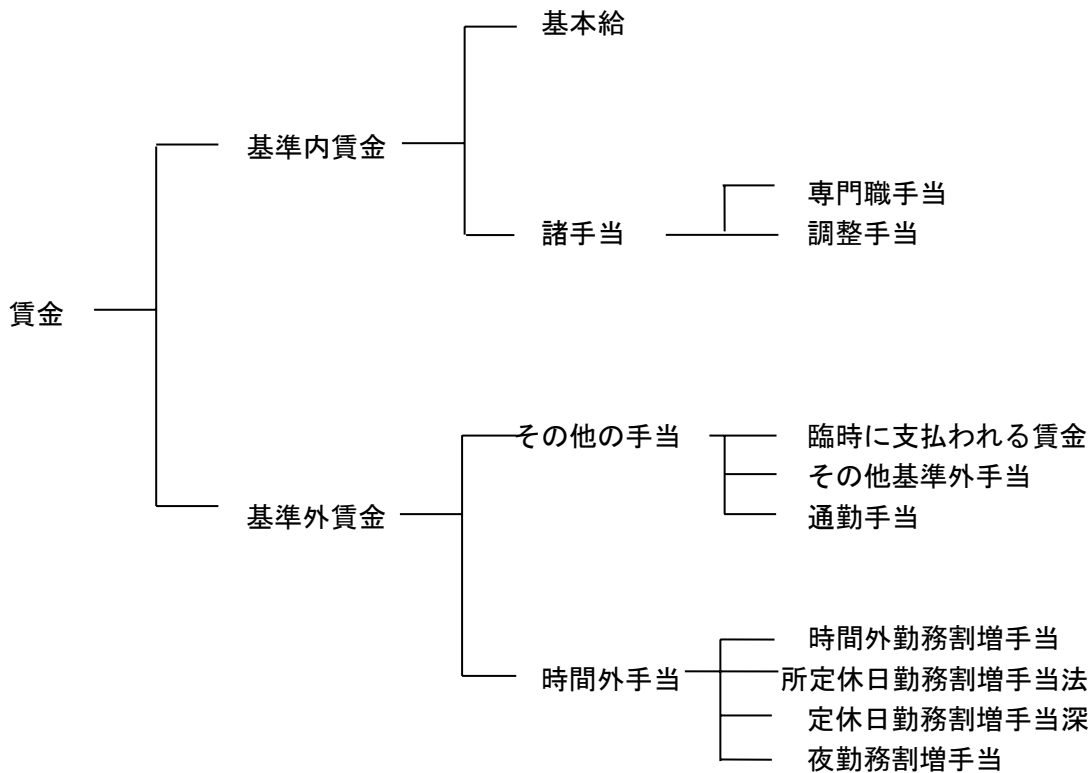 基本給
基準内賃金
専門職手当
諸手当
調整手当
賃金
その他の手当
臨時に支払われる賃金
その他基準外手当
基準外賃金
通勤手当
時間外勤務割増手当
時間外手当
所定休日勤務割増手当法
定休日勤務割増手当深
夜勤務割増手当